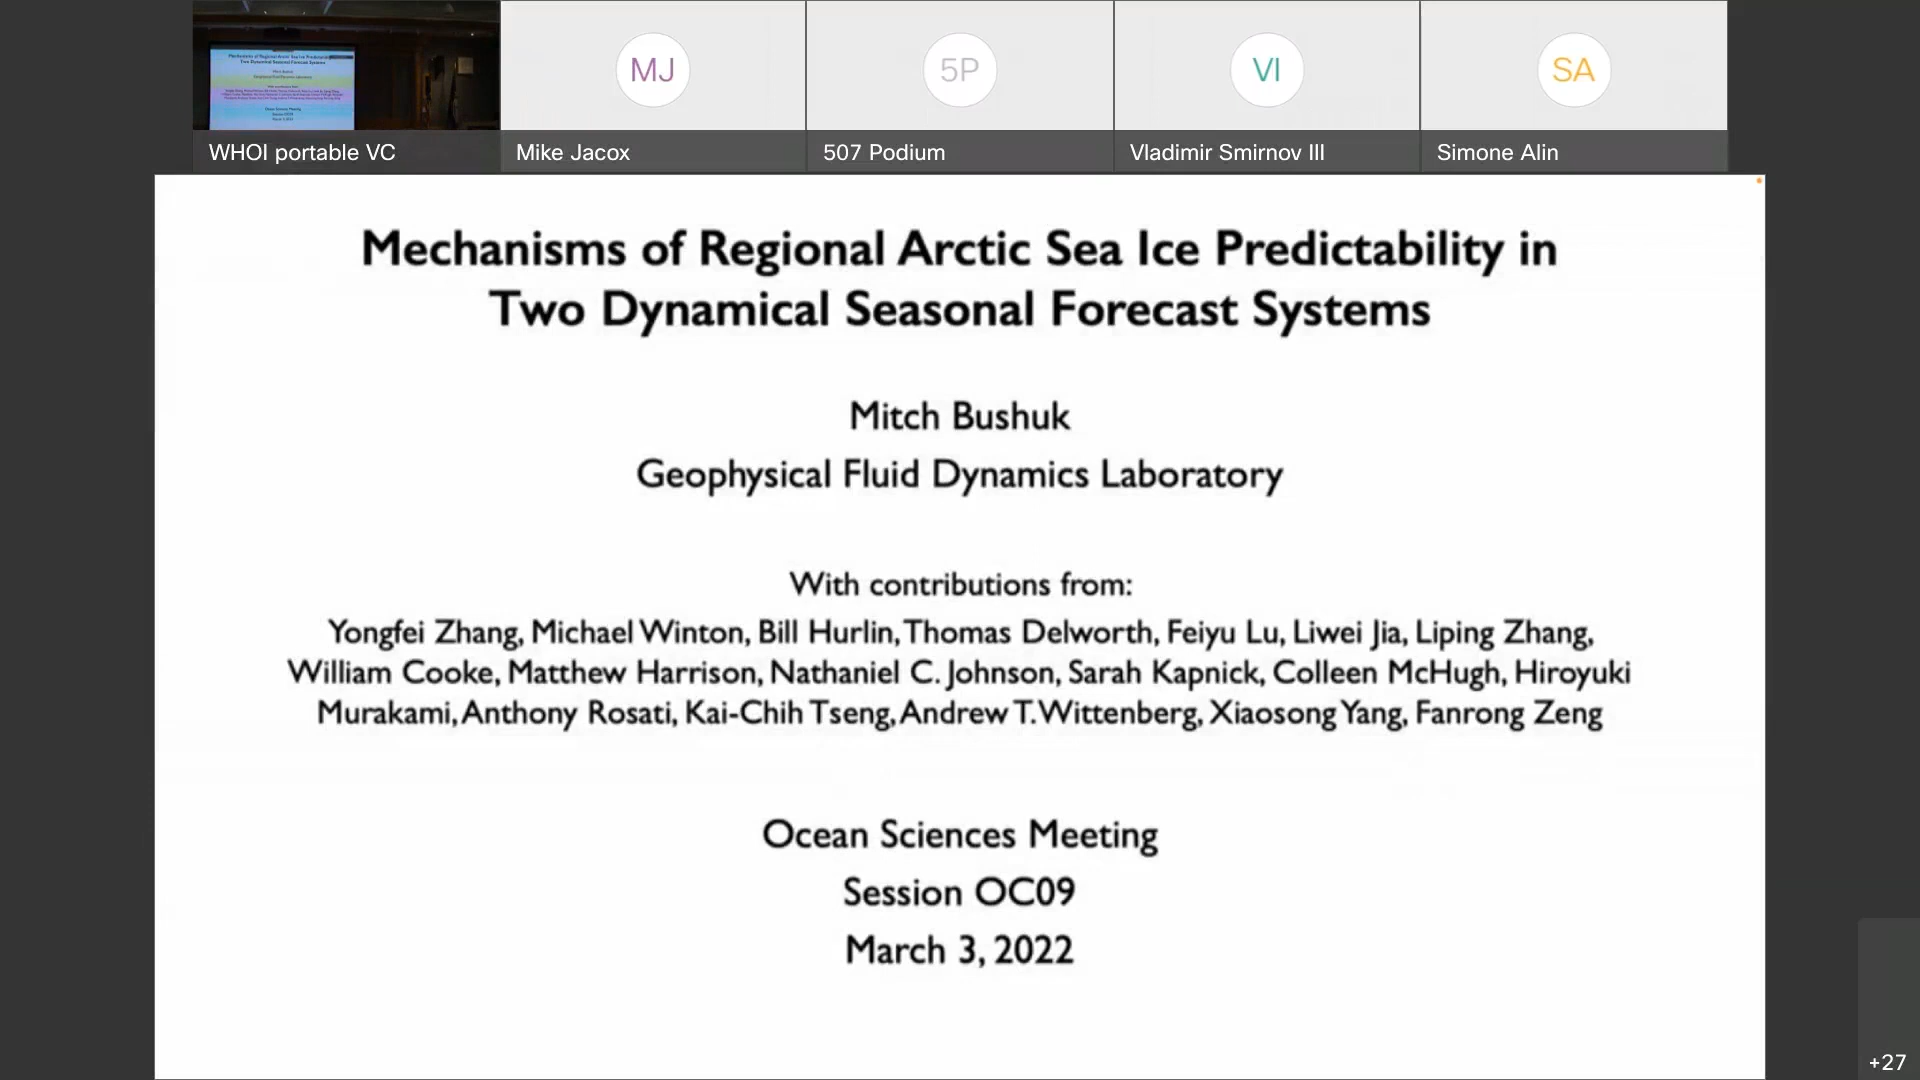 MJ
5P
VI
SA
WHOI portable VC
Mike Jacox
507 Podium
Vladimir Smirnov III
Simone Alin
Mechanisms of Regional Arctic Sea Ice Predictability in
Two Dynamical Seasonal Forecast Systems
Mitch Bushuk
Geophysical Fluid Dynamics Laboratory
With contributions from:
Yongfei Zhang, Michael Winton, Bill Hurlin, Thomas Delworth, Feiyu Lu, Liwei Jia, Liping Zhang,
William Cooke, Matthew Harrison, Nathaniel C. Johnson, Sarah Kapnick, Colleen McHugh, Hiroyuki
Murakami, Anthony Rosati, Kai-Chih Tseng, Andrew T. Wittenberg, Xiaosong Yang, Fanrong Zeng
Ocean Sciences Meeting
Session OC09
March 3, 2022
+27